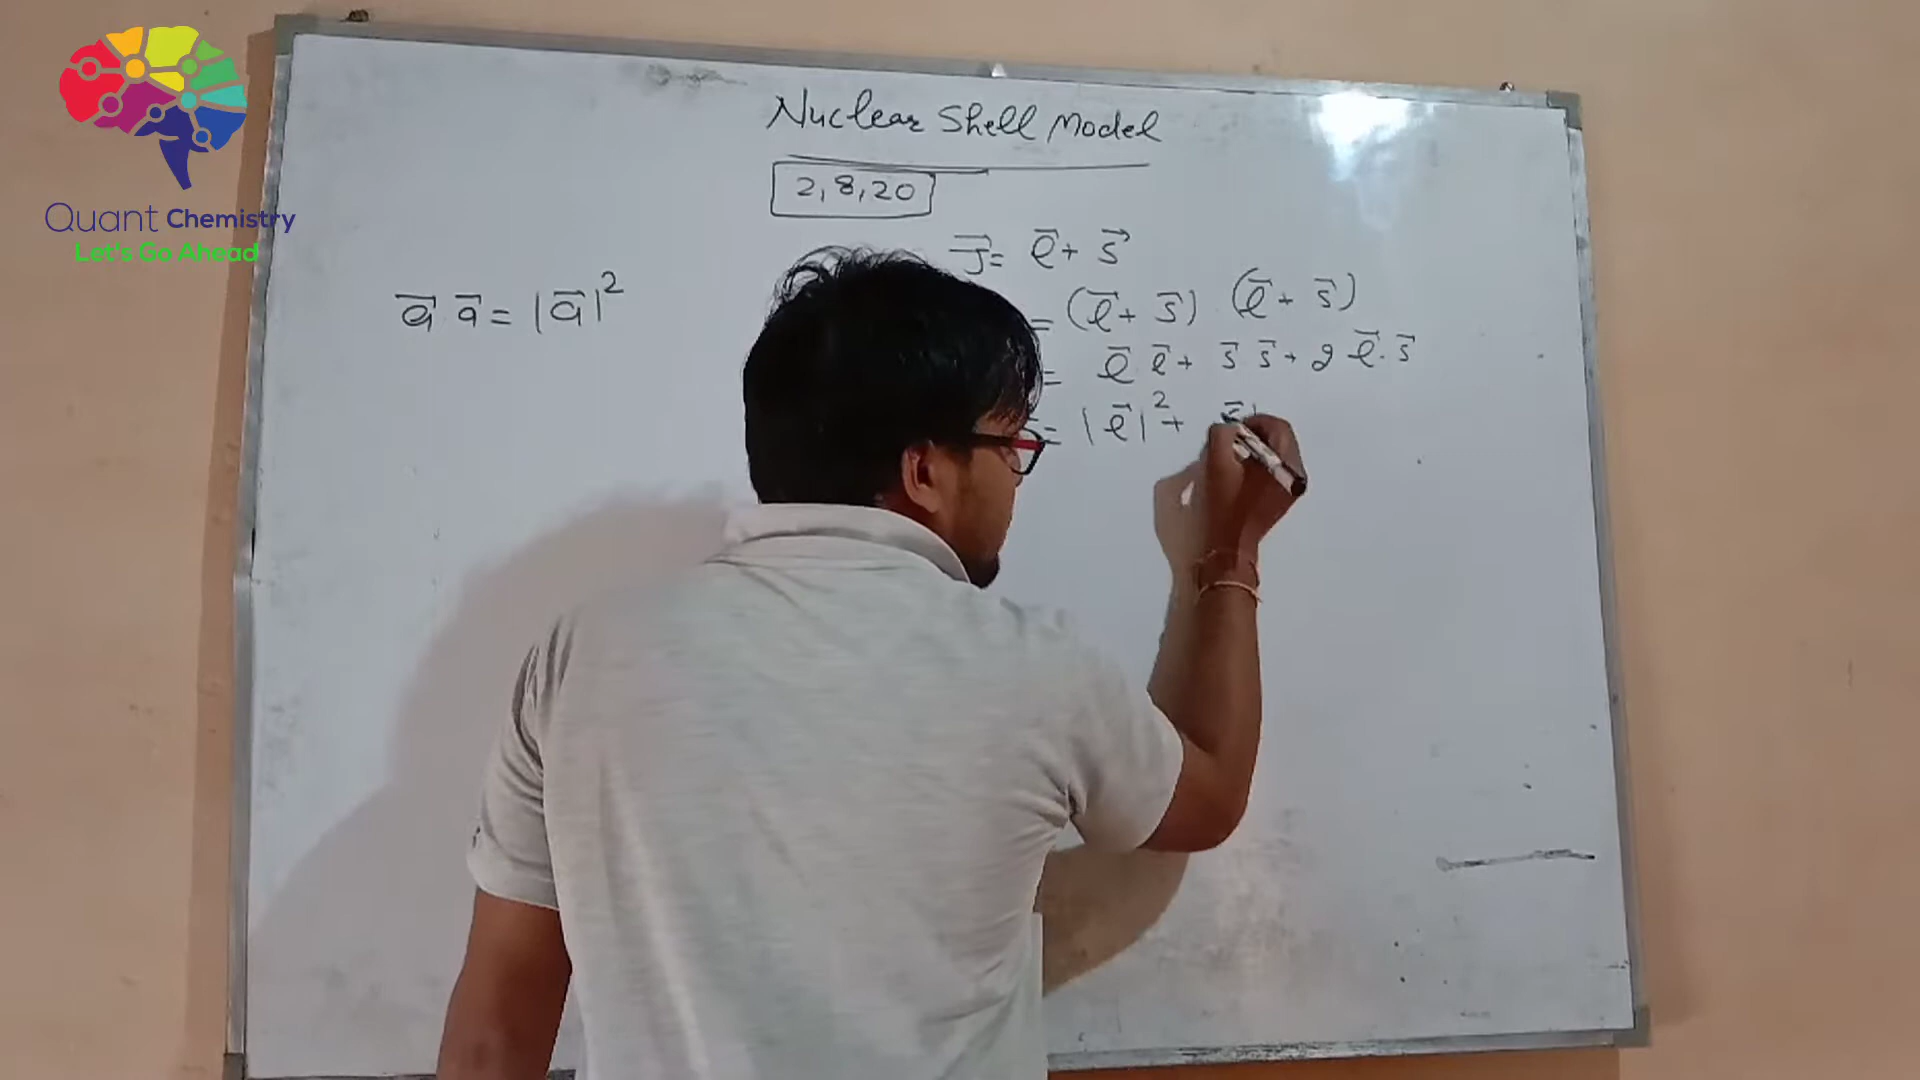 Quant Chemistry
Let's Go Ahead
Nuclear Shell Model
2, 8, 20
J⃗ = l⃗ + s⃗
a⃗ . a⃗ = |a⃗|²
= (l⃗ + s⃗) . (l⃗ + s⃗)
= l⃗ . l⃗ + s⃗ s⃗ + 2 l⃗ . s⃗
= |l⃗|² + s⃗|